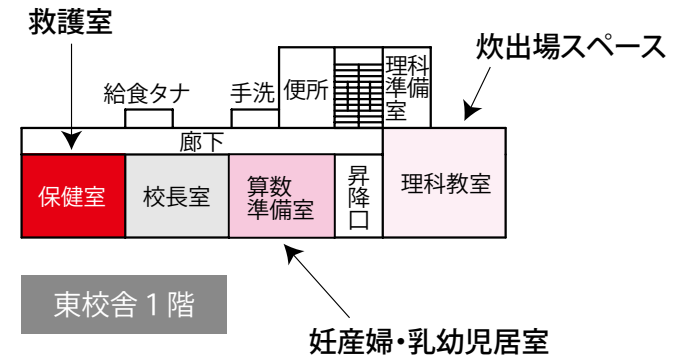 救護室
炊出場スペース
給食タナ
手洗
便所
理科
準備
室
廊下
保健室
校長室
算数
準備室
昇降口
理科教室
東校舎1階
妊産婦・乳幼児居室